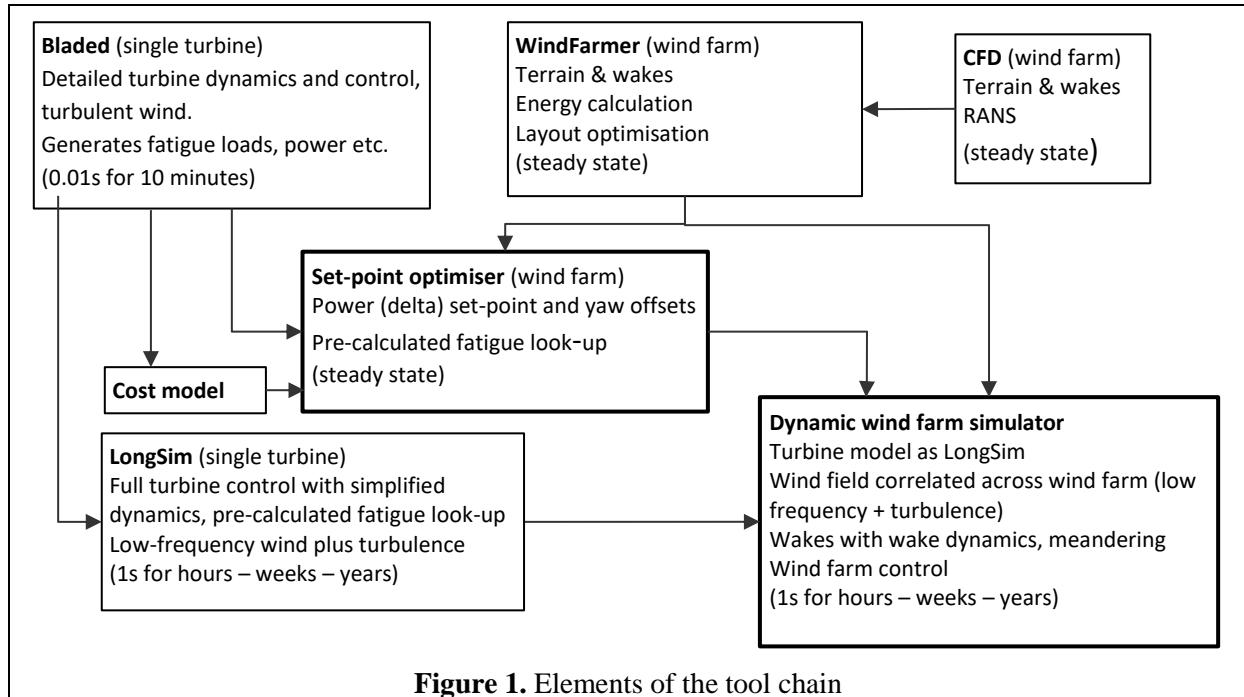 Bladed (single turbine)
Detailed turbine dynamics and control,
turbulent wind.
Generates fatigue loads, power etc.
(0.01s for 10 minutes)
WindFarmer (wind farm)
Terrain & wakes
Energy calculation
Layout optimisation
(steady state)
CFD (wind farm)
Terrain & wakes
RANS
(steady state)
Set-point optimiser (wind farm)
Power (delta) set-point and yaw offsets
Pre-calculated fatigue look-up
(steady state)
Cost model
LongSim (single turbine)
Full turbine control with simplified
dynamics, pre-calculated fatigue look-up
Low-frequency wind plus turbulence
(1s for hours – weeks – years)
Dynamic wind farm simulator
Turbine model as LongSim
Wind field correlated across wind farm (low
frequency + turbulence)
Wakes with wake dynamics, meandering
Wind farm control
(1s for hours – weeks – years)
Figure 1. Elements of the tool chain